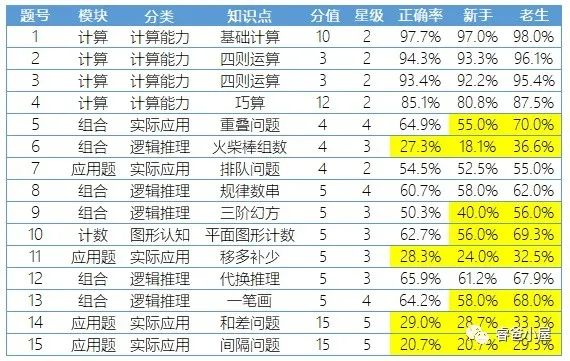 题号 模块 分类 知识点 分值 星级 正确率 新手 老生
1 计算 计算能力 基础计算 10 2 97.7% 97.0% 98.0%
2 计算 计算能力 四则运算 3 2 94.3% 93.3% 96.1%
3 计算 计算能力 四则运算 3 2 93.4% 92.2% 95.4%
4 计算 计算能力 巧算 12 2 85.1% 80.8% 87.5%
5 组合 实际应用 重叠问题 4 4 64.9% 55.0% 70.0%
6 组合 逻辑推理 火柴棒组数 4 3 27.3% 18.1% 36.6%
7 应用题 实际应用 排队问题 4 2 54.5% 52.5% 55.0%
8 组合 逻辑推理 规律数串 5 4 60.7% 58.0% 62.0%
9 组合 逻辑推理 三阶幻方 5 3 50.3% 40.0% 56.0%
10 计数 图形认知 平面图形计数 5 3 62.7% 56.0% 69.3%
11 应用题 实际应用 移多补少 5 3 28.3% 24.0% 32.5%
12 组合 逻辑推理 代换推理 5 3 65.9% 61.2% 67.9%
13 组合 逻辑推理 一笔画 5 4 64.2% 58.0% 68.0%
14 应用题 实际应用 和差问题 15 5 29.0% 28.7% 33.3%
15 应用题 实际应用 间隔问题 15 5 20.7% 20.7% 29.3%